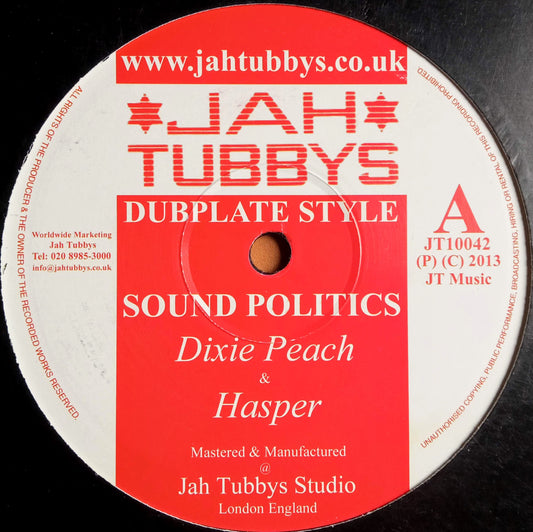 www.jahtubbys.co.uk
JAH
TUBBYS
DUBPLATE STYLE
A
JT10042
(P) (C) 2013
JT Music
Worldwide Marketing
Jah Tubbys
Tel: 020 8985-3000
info@jahtubbys.co.uk
SOUND POLITICS
Dixie Peach
&
Hasper
Mastered & Manufactured
@
Jah Tubbys Studio
London England
ALL RIGHTS OF THE PRODUCER & THE OWNER OF THE RECORDED WORKS RESERVED.
UNAUTHORISED COPYING, PUBLIC PERFORMANCE, BROADCASTING, HIRING OR RENTAL OF THIS RECORDING PROHIBITED.